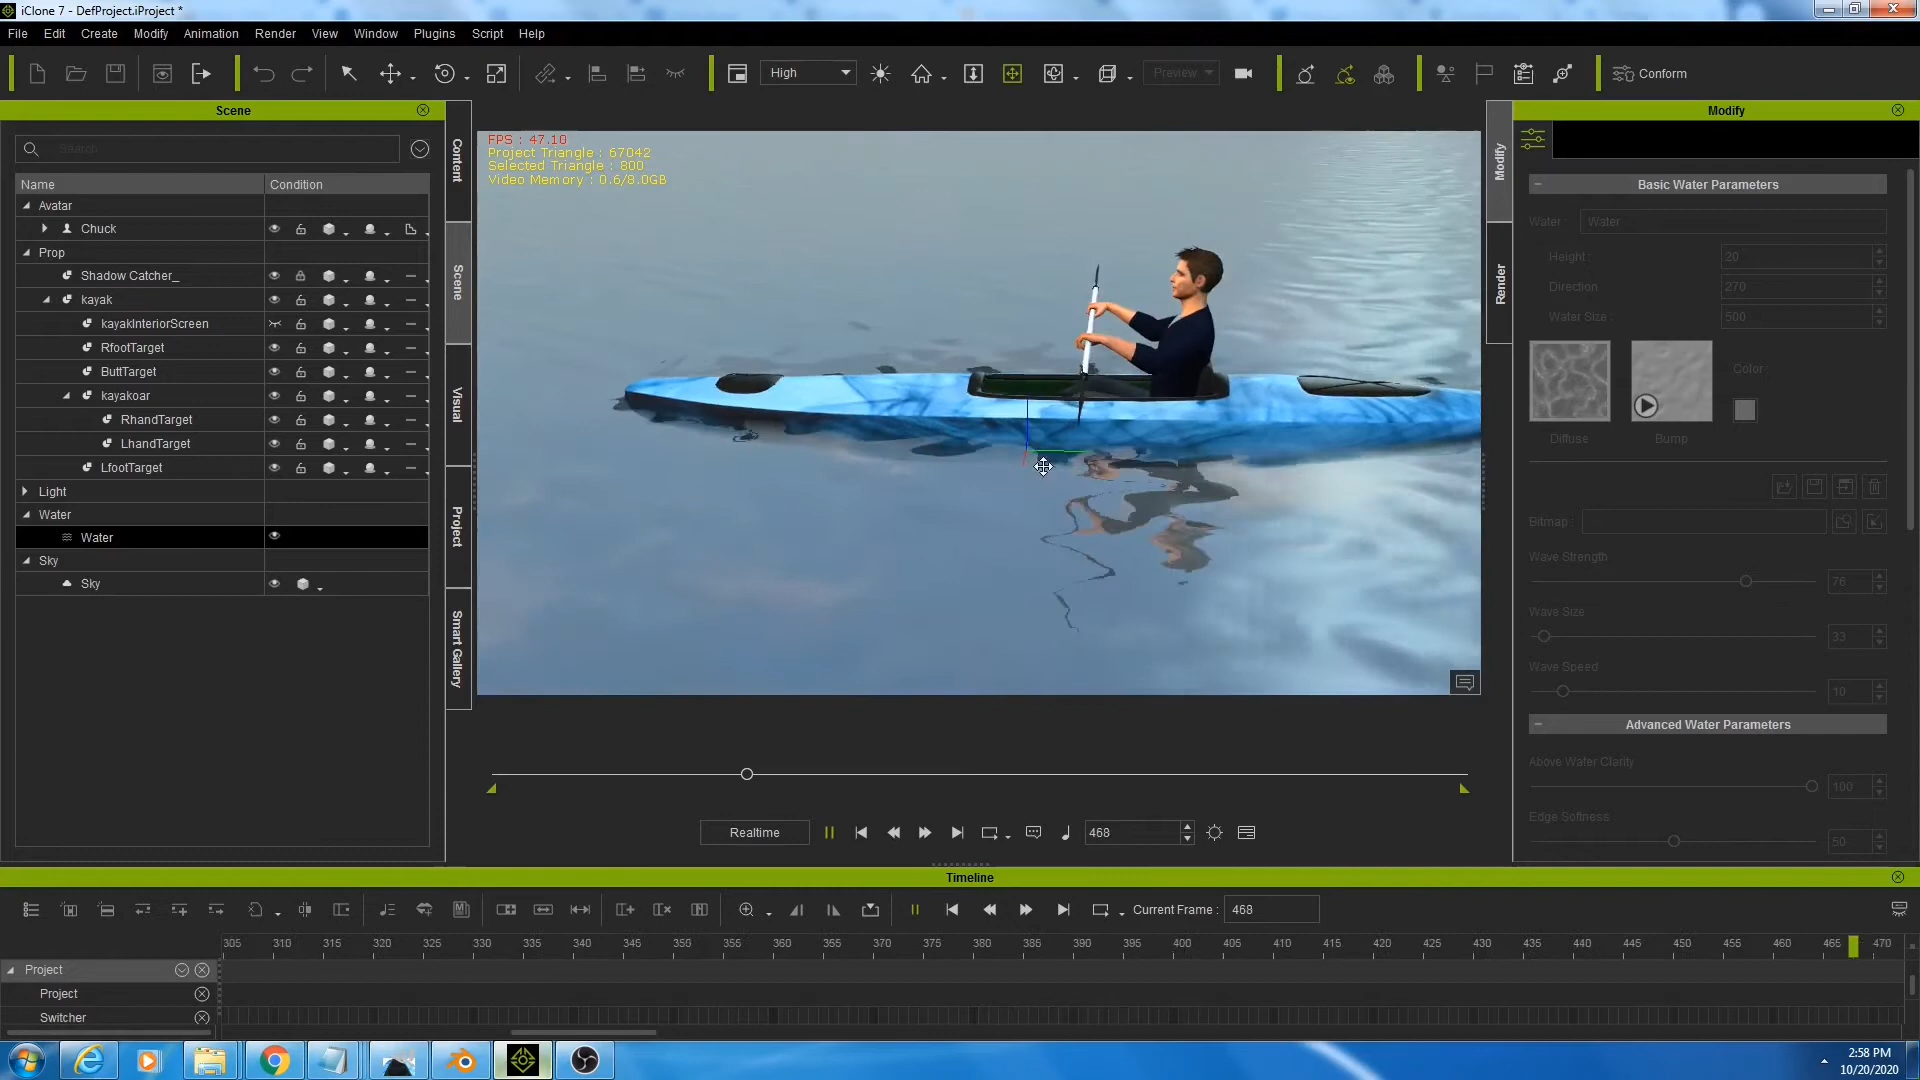 iClone 7 - DefProject.iProject *
File Edit Create Modify Animation Render View Window Plugins Script Help
High
Preview
Conform
Scene
Search
Name Condition
Avatar
Chuck
Prop
Shadow Catcher_
kayak
kayakInteriorScreen
RfootTarget
ButtTarget
kayakoar
RhandTarget
LhandTarget
LfootTarget
Light
Water
Water
Sky
Sky
Content
Scene
Visual
Project
Smart Gallery
FPS : 47.10
Project Triangle : 67042
Selected Triangle : 800
Video Memory : 0.6/8.0GB
Realtime
468
Modify
Render
Modify
Basic Water Parameters
Water : Water
Height : 20
Direction 270
Water Size : 500
Color
Diffuse Bump
Bitmap :
Wave Strength
76
Wave Size
33
Wave Speed
10
Advanced Water Parameters
Above Water Clarity
100
Edge Softness
50
Timeline
Current Frame : 468
305 310 315 320 325 330 335 340 345 350 355 360 365 370 375 380 385 390 395 400 405 410 415 420 425 430 435 440 445 450 455 460 465 470
Project
Project
Switcher
2:58 PM
10/20/2020